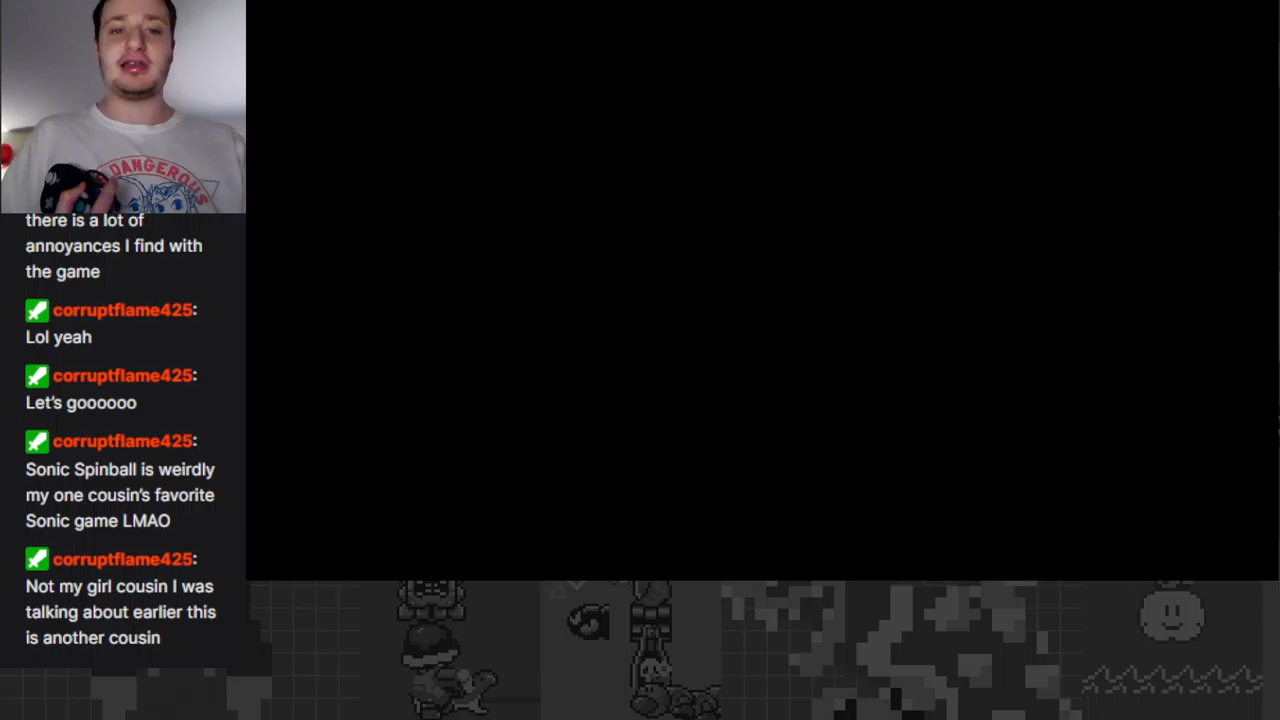 DANGEROUS
there is a lot of
annoyances I find with
the game
corruptflame425:
Lol yeah
corruptflame425:
Let's goooooo
corruptflame425:
Sonic Spinball is weirdly
my one cousin's favorite
Sonic game LMAO
corruptflame425:
Not my girl cousin I was
talking about earlier this
is another cousin